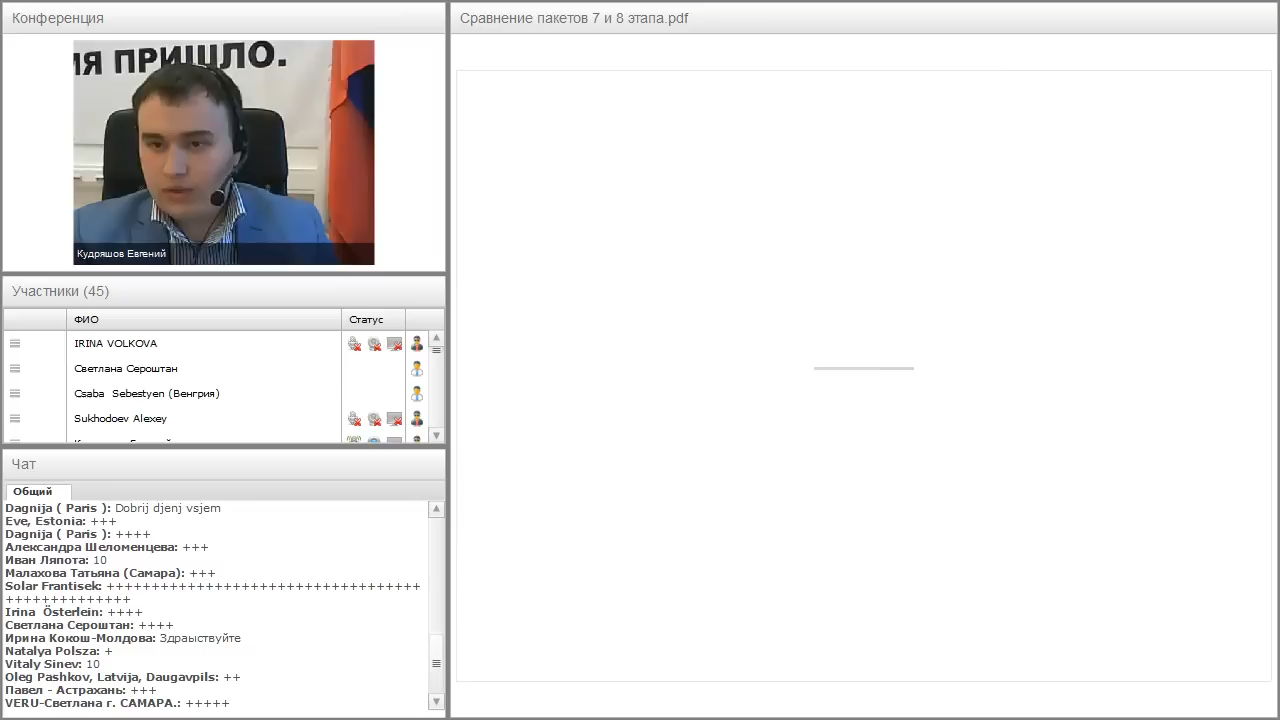 Конференция
ИЯ ПРИШЛО.
Кудряшов Евгений
Участники (45)
ФИО Статус
IRINA VOLKOVA
Светлана Сероштан
Csaba Sebestyen (Венгрия)
Sukhodoev Alexey
Чат
Общий
Dagnija ( Paris ): Dobrij djenj vsjem
Eve, Estonia: +++
Dagnija ( Paris ): ++++
Александра Шеломенцева: +++
Иван Ляпота: 10
Малахова Татьяна (Самара): +++
Solar Frantisek: +++++++++++++++++++++++++++++++++++
++++++++++++++
Irina Österlein: ++++
Светлана Сероштан: ++++
Ирина Кокош-Молдова: Здраыствуйте
Natalya Polsza: +
Vitaly Sinev: 10
Oleg Pashkov, Latvija, Daugavpils: ++
Павел - Астрахань: +++
VERU-Светлана г. САМАРА.: +++++
Сравнение пакетов 7 и 8 этапа.pdf